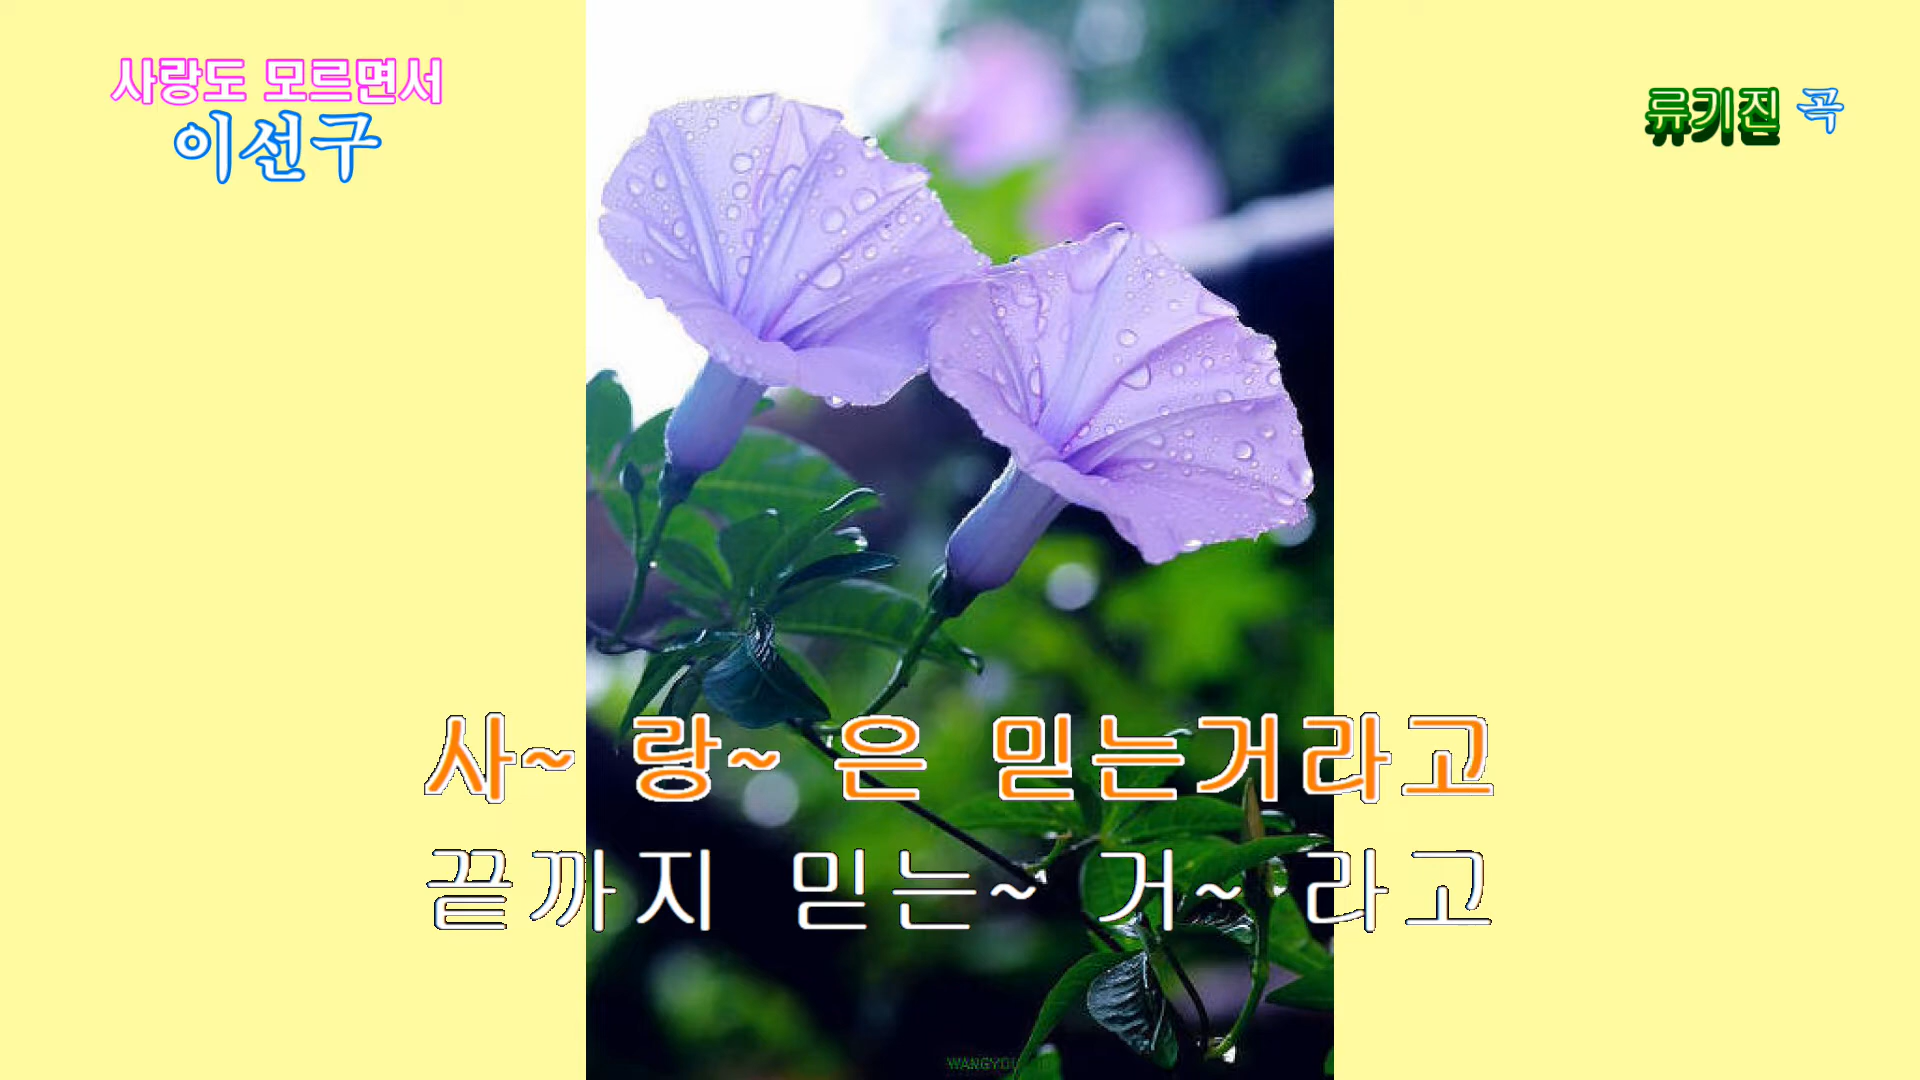 사랑도 모르면서
이선구
류키진 곡
사~ 랑~ 은 믿는거라고
끝까지 믿는~ 거~ 라고